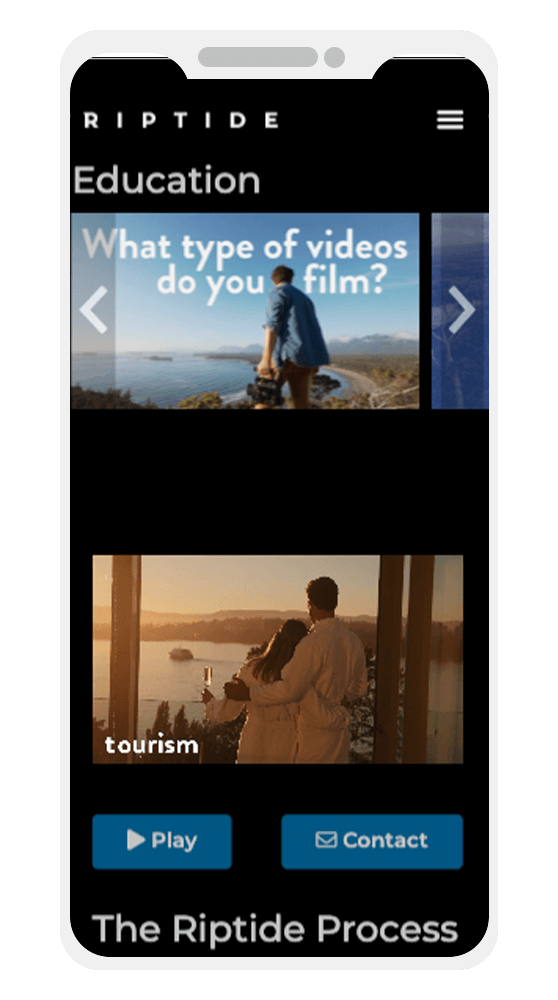 RIPTIDE
Education
What type of videos
do you film?
tourism
Play
Contact
The Riptide Process